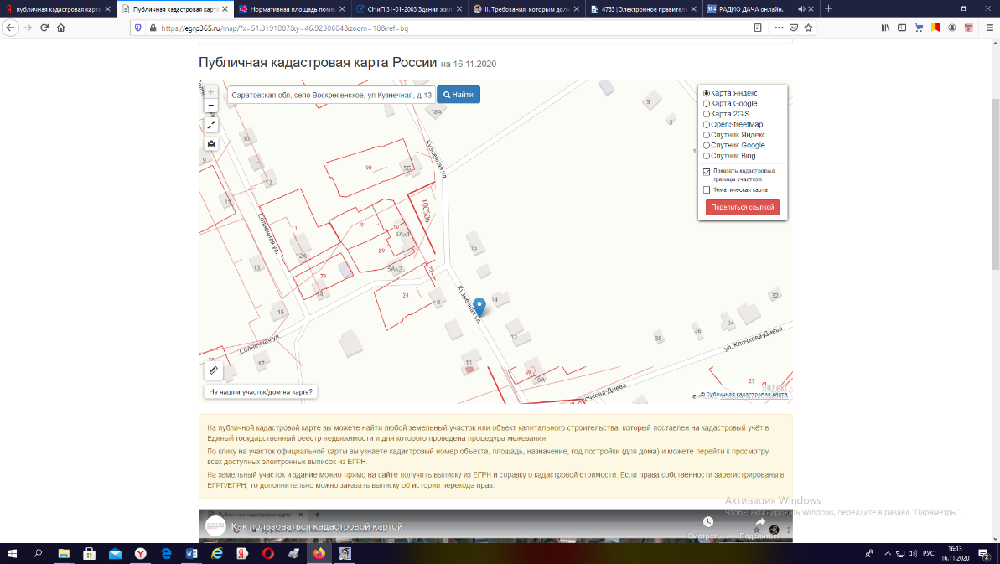 публичная кадастровая карта
Публичная кадастровая карта
Нормативная площадь помещ
СНиП 31-01-2003 Здания жил
II. Требования, которым дол
4763 | Электронное правитель
РАДИО ДАЧА онлайн.
https://egrp365.ru/map/?x=51.8191087&y=46.9230604&zoom=18&ref=bq
Публичная кадастровая карта России на 16.11.2020
Саратовская обл, село Воскресенское, ул Кузнечная, д 13
Найти
Карта Яндекс
Карта Google
Карта 2GIS
OpenStreetMap
Спутник Яндекс
Спутник Google
Спутник Bing
Показать кадастровые
границы участков
Тематическая карта
Поделиться ссылкой
18А
5
3
10
9
12
90
5Б
Кузнечная ул.
11
Солнечная ул.
100506
13
91
10
5Ак1
12А
89
16
13
5Ак2
79
14
24
9
Кузнечная ул.
14
15
32
34
36
38
12
Солнечная ул.
ул. Клочкова-Диева
17
11
69
10А
27
ул. Клочкова-Диева
Яндекс
© Публичная кадастровая карта
Не нашли участок/дом на карте?
На публичной кадастровой карте вы можете найти любой земельный участок или объект капитального строительства, который поставлен на кадастровый учёт в
Единый государственный реестр недвижимости и для которого проведена процедура межевания.
По клику на участок официальной карты вы узнаете кадастровый номер объекта, площадь, назначение, год постройки (для дома) и можете перейти к просмотру
всех доступных электронных выписок из ЕГРН.
На земельный участок и здание можно прямо на сайте получить выписку из ЕГРН и справку о кадастровой стоимости. Если права собственности зарегистрированы в
ЕГРП/ЕГРН, то дополнительно можно заказать выписку об истории перехода прав.
Активация Windows
Чтобы активировать Windows, перейдите в раздел "Параметры".
Публичная кадастровая карта
Как пользоваться кадастровой картой
Смотреть...
Поделиться
РУС
16:13
16.11.2020
2